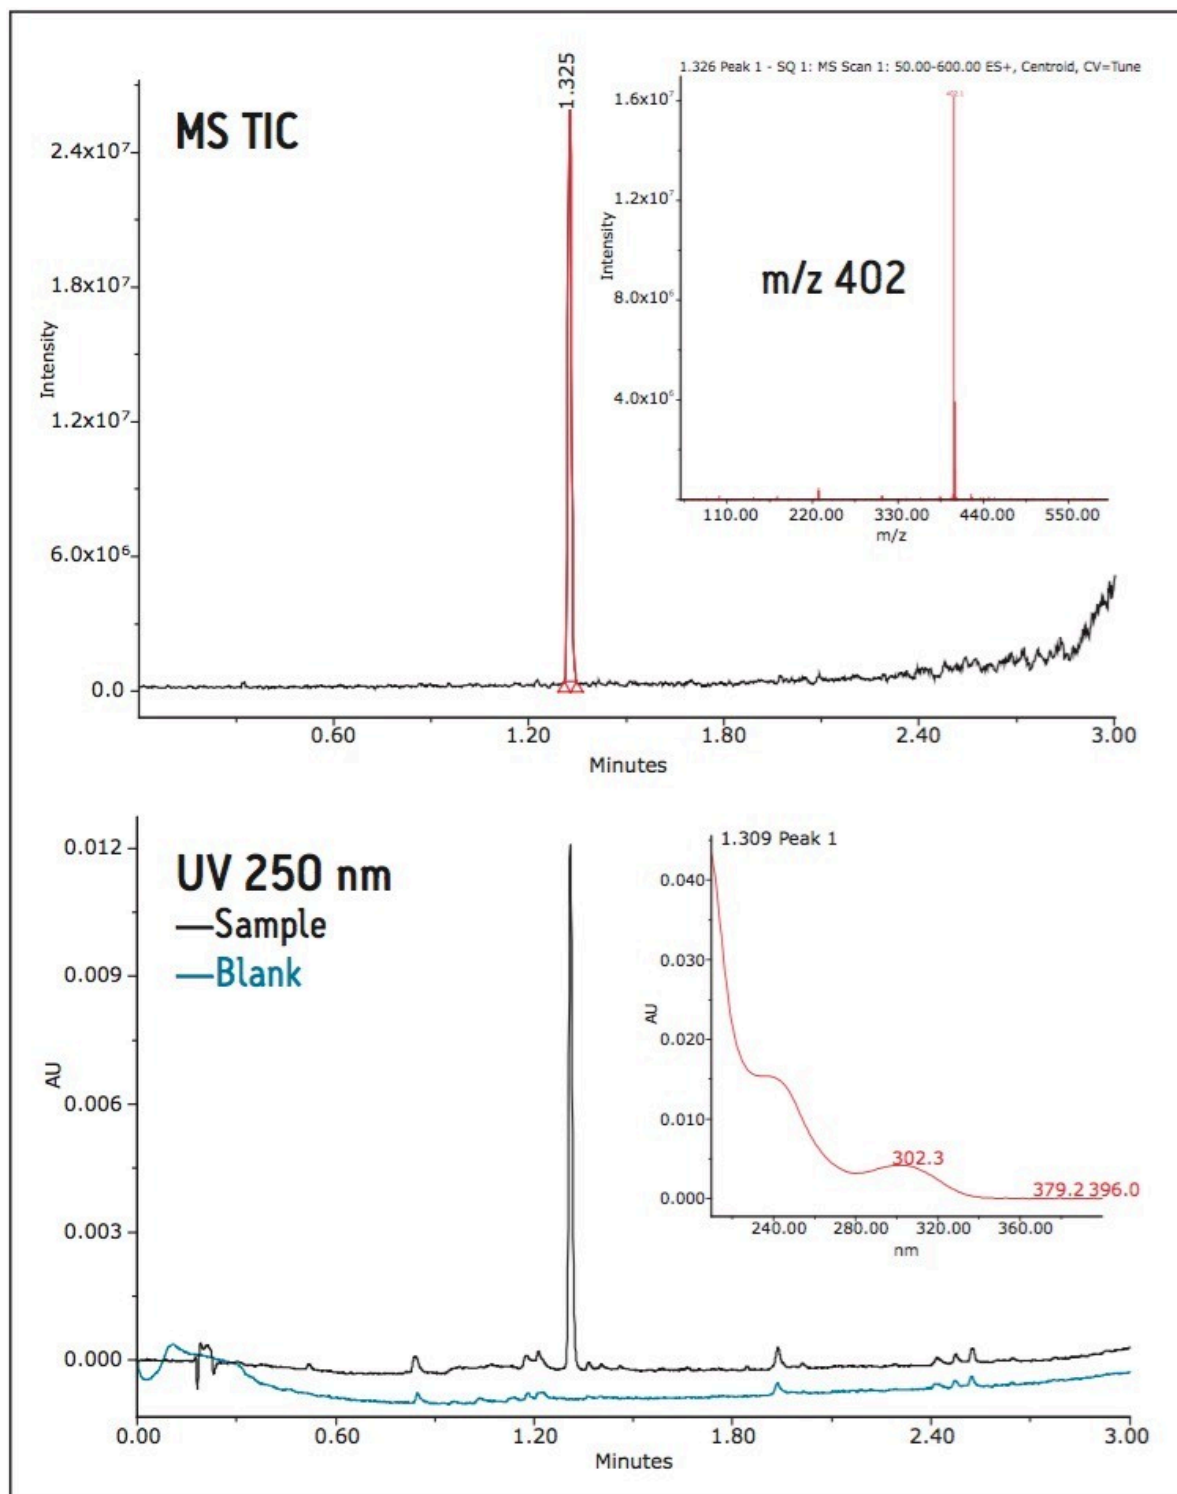 1.325
1.326 Peak 1 - SQ 1: MS Scan 1: 50.00-600.00 ES+, Centroid, CV=Tune
MS TIC
2.4x10⁷
1.8x10⁷
1.2x10⁷
6.0x10⁶
0.0
Intensity
0.60
1.20
1.80
2.40
3.00
Minutes
1.6x10⁷
1.2x10⁷
8.0x10⁶
4.0x10⁶
Intensity
402.1
m/z 402
110.00
220.00
330.00
440.00
550.00
m/z
UV 250 nm
—Sample
—Blank
0.012
0.009
0.006
0.003
0.000
AU
0.00
0.60
1.20
1.80
2.40
3.00
Minutes
1.309 Peak 1
0.040
0.030
0.020
0.010
0.000
AU
302.3
379.2 396.0
240.00
280.00
320.00
360.00
nm